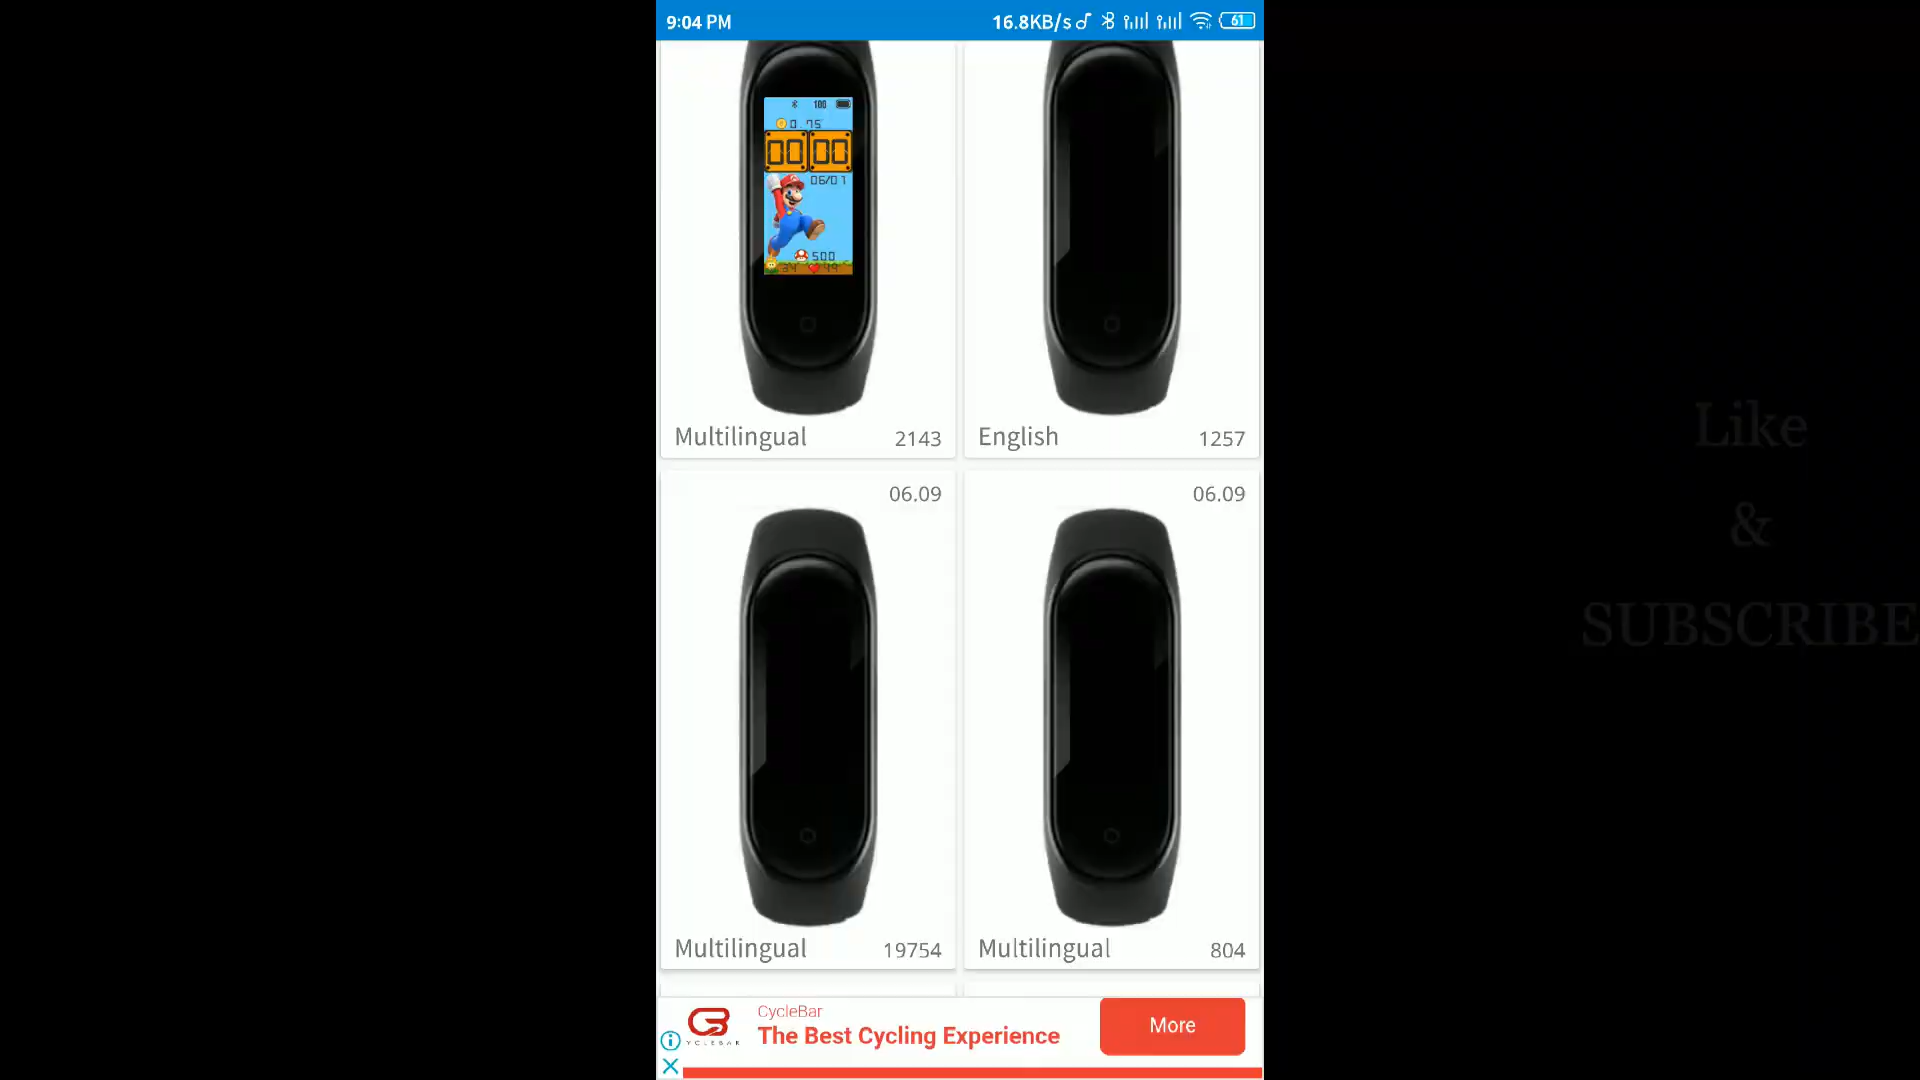 9:04 PM
16.8KB/s
61
100
0.75
00 00
06/01
500
Multilingual
2143
English
1257
06.09
06.09
Multilingual
19754
Multilingual
804
CycleBar
The Best Cycling Experience
More
YCLEBAR
Like
&
SUBSCRIBE